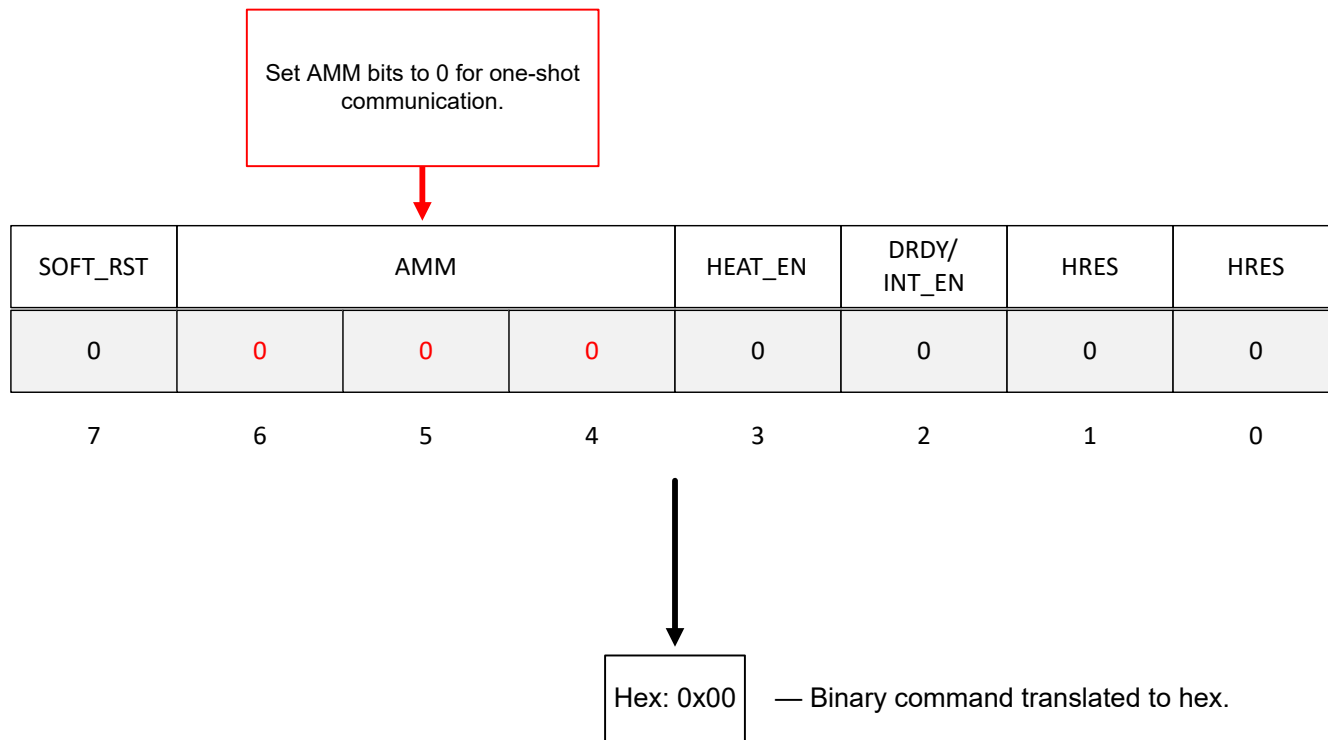 Set AMM bits to 0 for one-shot
communication.
SOFT_RST AMM HEAT_EN DRDY/
INT_EN HRES HRES
0 0 0 0 0 0 0 0
7 6 5 4 3 2 1 0
Hex: 0x00 — Binary command translated to hex.